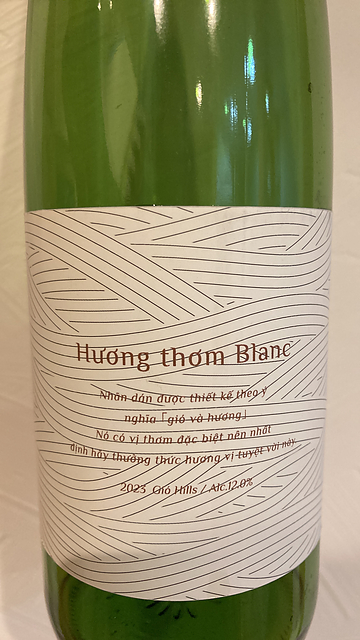 Hương thơm Blanc
Nhãn dán được thiết kế theo ý
nghĩa「gió và hương」
Nó có vị thơm đặc biệt nên nhất
định hãy thưởng thức hương vị tuyệt vời này.
2023 Gió Hills / Alc.12.0%